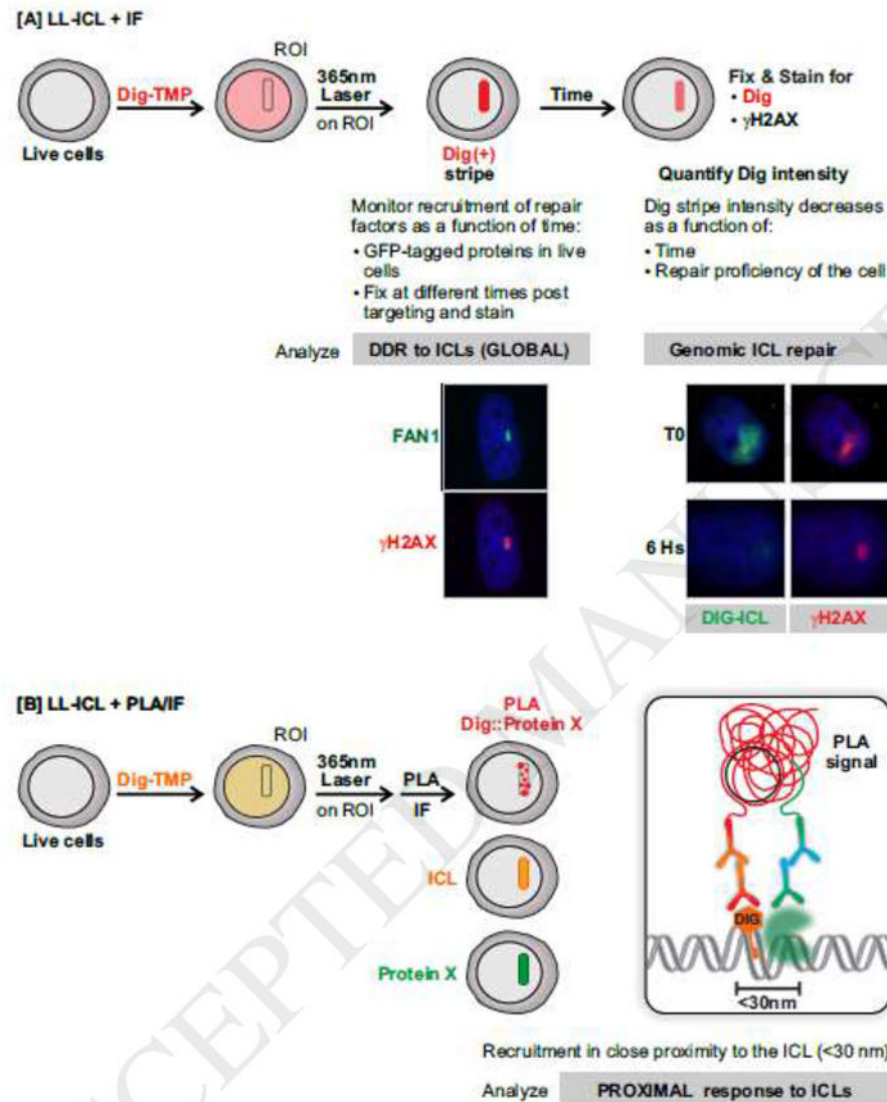 [A] LL-ICL + IF
ROI
Dig-TMP
365nm
Laser
on ROI
Time
Fix & Stain for
• Dig
• γH2AX
Live cells
Dig(+)
stripe
Quantify Dig intensity
Monitor recruitment of repair
factors as a function of time:
• GFP-tagged proteins in live
cells
• Fix at different times post
targeting and stain
Dig stripe intensity decreases
as a function of:
• Time
• Repair proficiency of the cell
Analyze
DDR to ICLs (GLOBAL)
Genomic ICL repair
FAN1
T0
γH2AX
6 Hs
DIG-ICL
γH2AX
[B] LL-ICL + PLA/IF
PLA
Dig::Protein X
ROI
Dig-TMP
365nm
Laser
on ROI
PLA
IF
Live cells
ICL
Protein X
PLA
signal
DIG
<30nm
Recruitment in close proximity to the ICL (<30 nm)
Analyze
PROXIMAL response to ICLs
CEPTED MANUSC